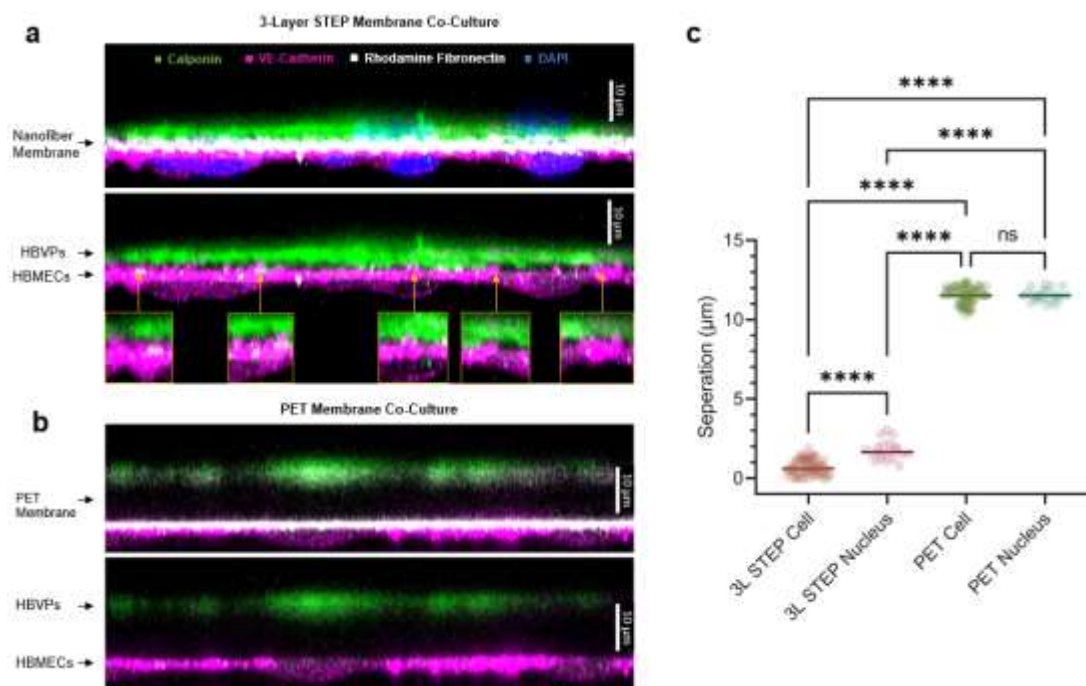 a
3-Layer STEP Membrane Co-Culture
Calponin VE-Cadherin Rhodamine Fibronectin DAPI
10 µm
Nanofiber
Membrane
10 µm
HBVPs
HBMECs
b
PET Membrane Co-Culture
PET
Membrane
10 µm
HBVPs
10 µm
HBMECs
c
****
****
****
**** ns
****
Seperation (µm)
15
10
5
0
3L STEP Cell
3L STEP Nucleus
PET Cell
PET Nucleus